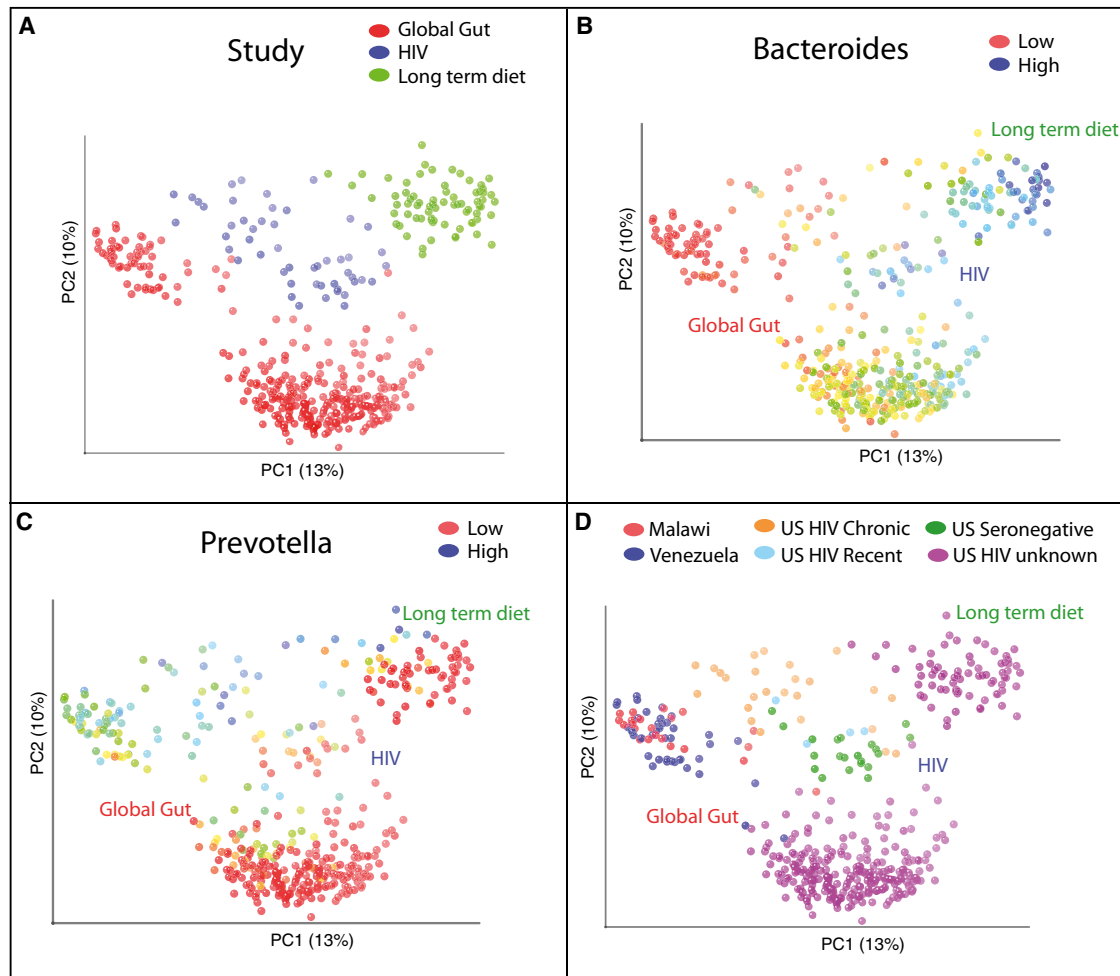 A
Study
Global Gut
HIV
Long term diet
PC2 (10%)
PC1 (13%)
B
Bacteroides
Low
High
Long term diet
HIV
Global Gut
PC2 (10%)
PC1 (13%)
C
Prevotella
Low
High
Long term diet
HIV
Global Gut
PC2 (10%)
PC1 (13%)
D
Malawi US HIV Chronic US Seronegative
Venezuela US HIV Recent US HIV unknown
Long term diet
HIV
Global Gut
PC2 (10%)
PC1 (13%)